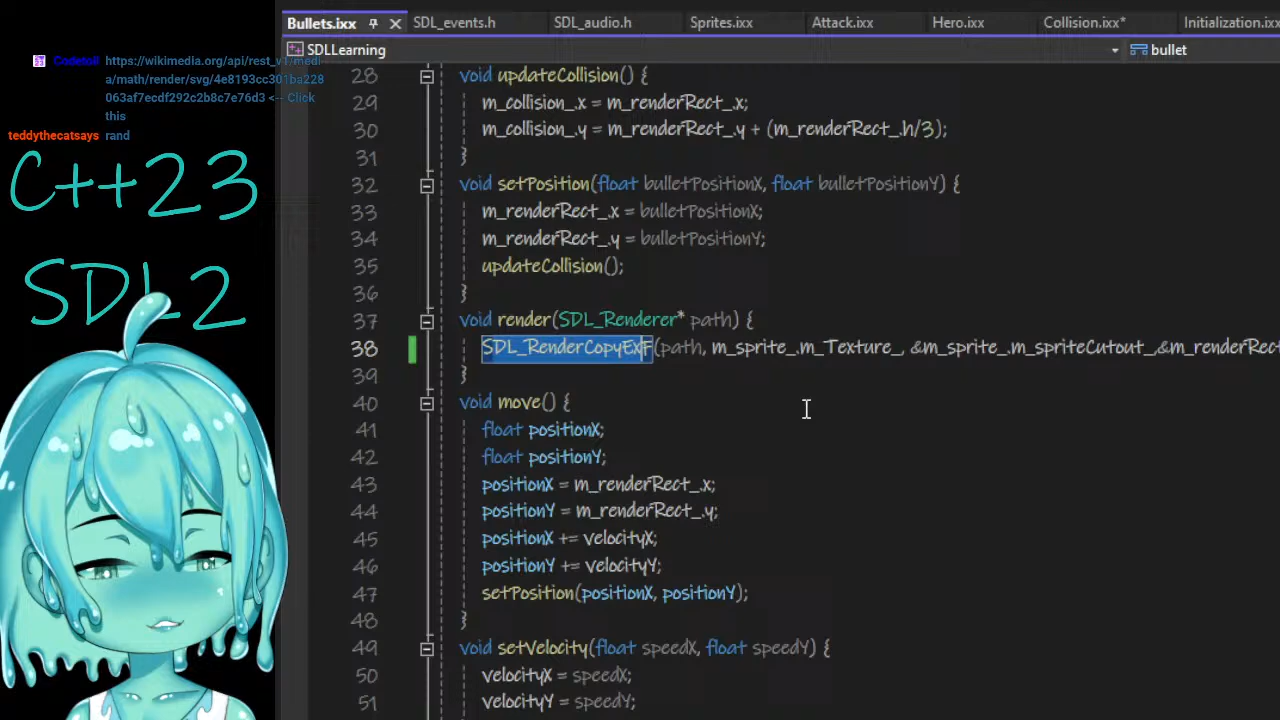 Bullets.ixx
SDL_events.h
SDL_audio.h
Sprites.ixx
Attack.ixx
Hero.ixx
Collision.ixx*
Initialization.ixx
SDLLearning
bullet
Codetoil https://wikimedia.org/api/rest_v1/medi
a/math/render/svg/4e8193cc301ba228
063af7ecdf292c2b8c7e76d3 <-- Click
this
teddythecatsays rand
C++23
SDL2
28 void updateCollision() {
29 m_collision_.x = m_renderRect_.x;
30 m_collision_.y = m_renderRect_.y + (m_renderRect_.h/3);
31 }
32 void setPosition(float bulletPositionX, float bulletPositionY) {
33 m_renderRect_.x = bulletPositionX;
34 m_renderRect_.y = bulletPositionY;
35 updateCollision();
36 }
37 void render(SDL_Renderer* path) {
38 SDL_RenderCopyExF(path, m_sprite_.m_Texture_, &m_sprite_.m_spriteCutout_,&m_renderRect
39 }
40 void move() {
41 float positionX;
42 float positionY;
43 positionX = m_renderRect_.x;
44 positionY = m_renderRect_.y;
45 positionX += velocityX;
46 positionY += velocityY;
47 setPosition(positionX, positionY);
48 }
49 void setVelocity(float speedX, float speedY) {
50 velocityX = speedX;
51 velocityY = speedY;